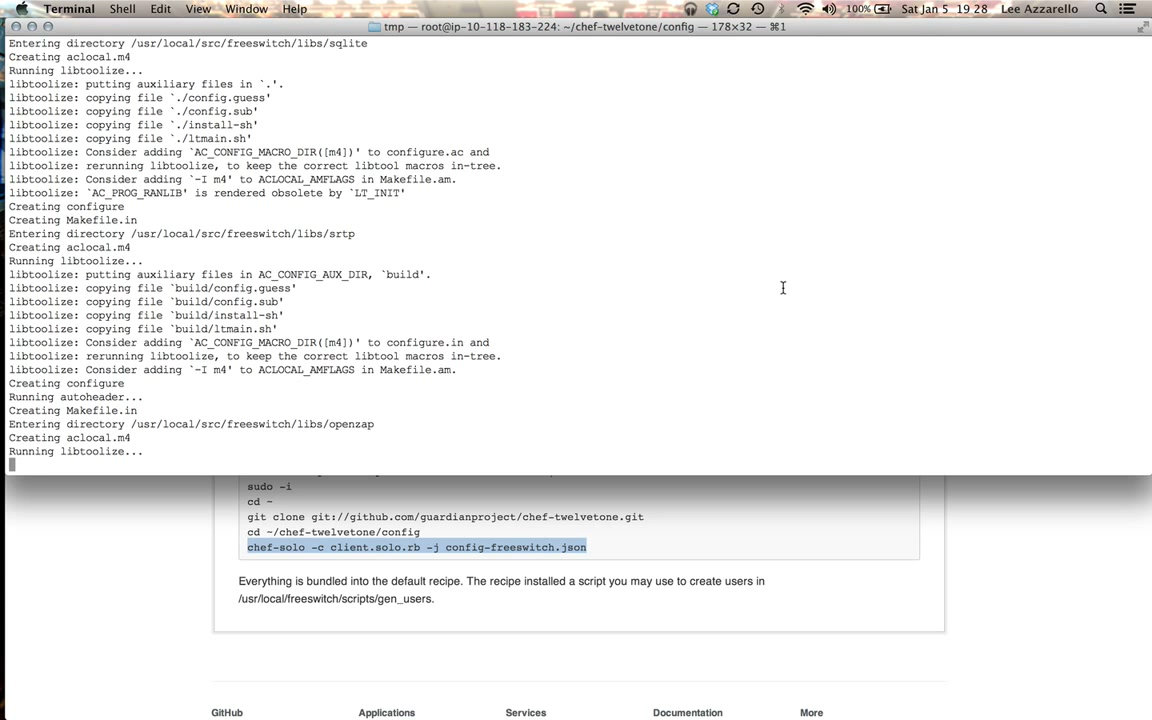 Terminal Shell Edit View Window Help 100% Sat Jan 5 19:28 Lee Azzarello
tmp — root@ip-10-118-183-224: ~/chef-twelvetone/config — 178×32 — ⌘1
Entering directory /usr/local/src/freeswitch/libs/sqlite
Creating aclocal.m4
Running libtoolize...
libtoolize: putting auxiliary files in `.'.
libtoolize: copying file `./config.guess'
libtoolize: copying file `./config.sub'
libtoolize: copying file `./install-sh'
libtoolize: copying file `./ltmain.sh'
libtoolize: Consider adding `AC_CONFIG_MACRO_DIR([m4])' to configure.ac and
libtoolize: rerunning libtoolize, to keep the correct libtool macros in-tree.
libtoolize: Consider adding `-I m4' to ACLOCAL_AMFLAGS in Makefile.am.
libtoolize: `AC_PROG_RANLIB' is rendered obsolete by `LT_INIT'
Creating configure
Creating Makefile.in
Entering directory /usr/local/src/freeswitch/libs/srtp
Creating aclocal.m4
Running libtoolize...
libtoolize: putting auxiliary files in AC_CONFIG_AUX_DIR, `build'.
libtoolize: copying file `build/config.guess'
libtoolize: copying file `build/config.sub'
libtoolize: copying file `build/install-sh'
libtoolize: copying file `build/ltmain.sh'
libtoolize: Consider adding `AC_CONFIG_MACRO_DIR([m4])' to configure.in and
libtoolize: rerunning libtoolize, to keep the correct libtool macros in-tree.
libtoolize: Consider adding `-I m4' to ACLOCAL_AMFLAGS in Makefile.am.
Creating configure
Running autoheader...
Creating Makefile.in
Entering directory /usr/local/src/freeswitch/libs/openzap
Creating aclocal.m4
Running libtoolize...
sudo -i
cd ~
git clone git://github.com/guardianproject/chef-twelvetone.git
cd ~/chef-twelvetone/config
chef-solo -c client.solo.rb -j config-freeswitch.json
Everything is bundled into the default recipe. The recipe installed a script you may use to create users in
/usr/local/freeswitch/scripts/gen_users.
GitHub Applications Services Documentation More